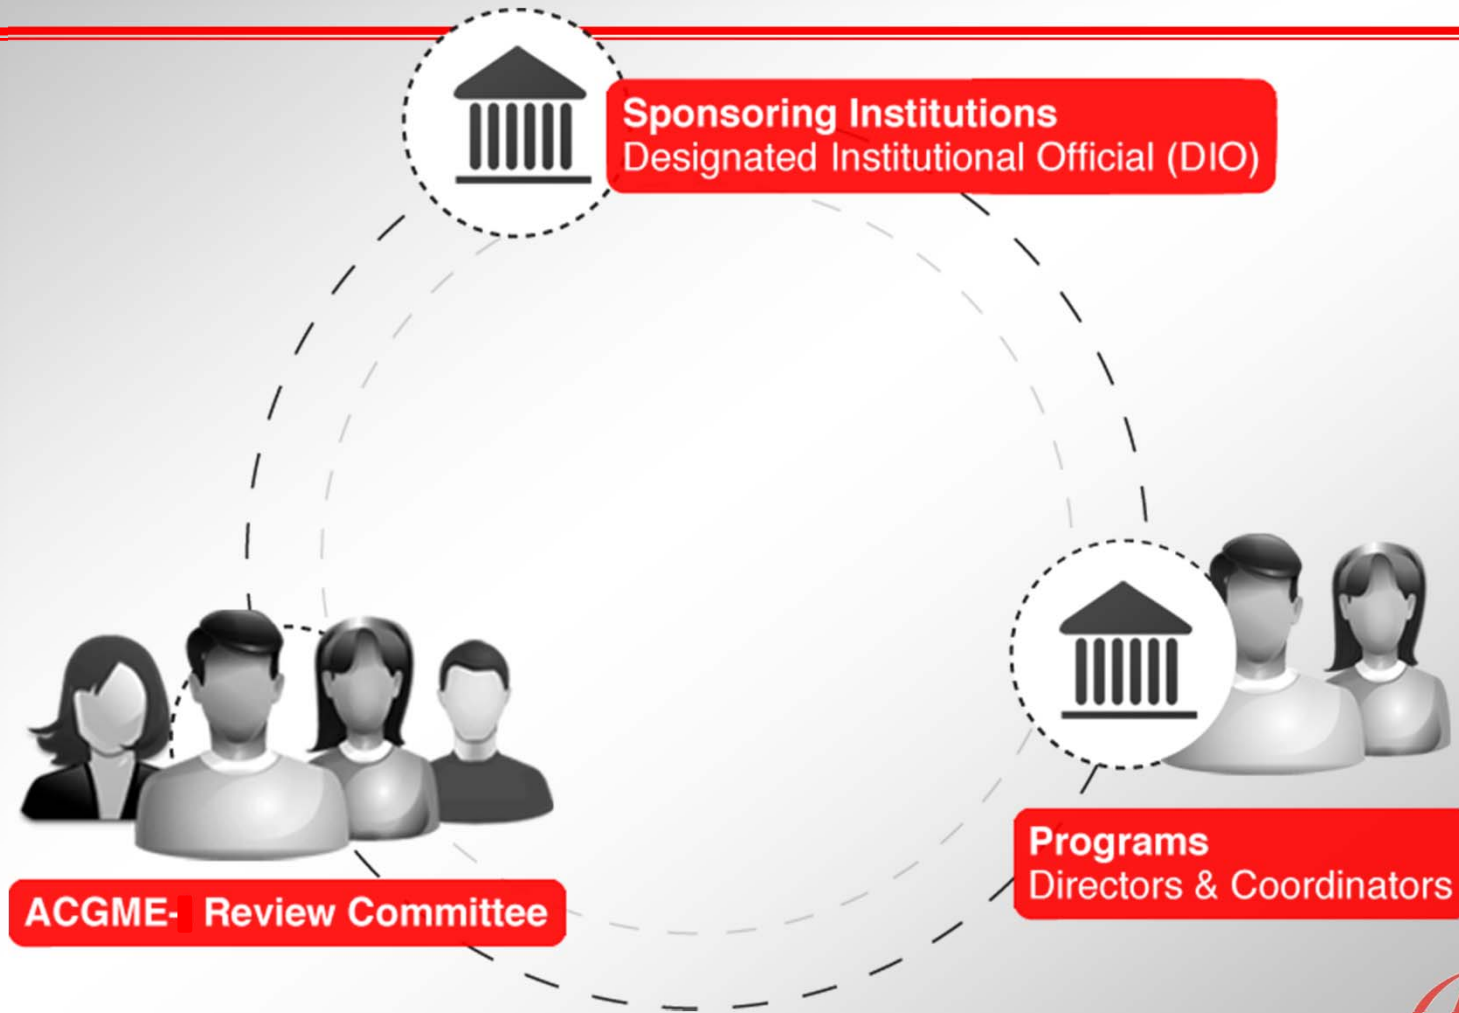 Sponsoring Institutions
Designated Institutional Official (DIO)
Programs
Directors & Coordinators
ACGME- Review Committee